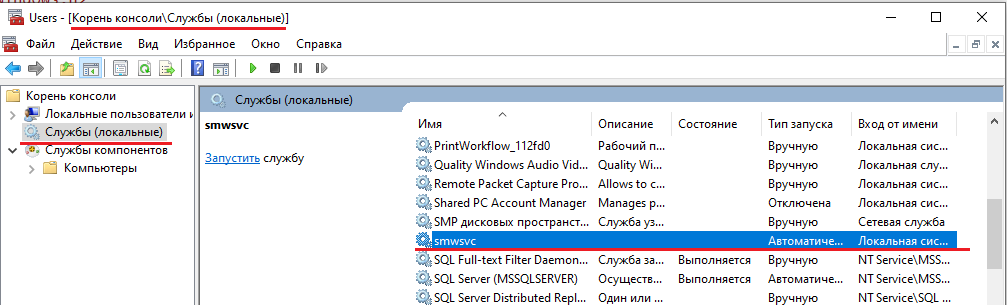 Users - [Корень консоли\Службы (локальные)]
Файл Действие Вид Избранное Окно Справка
Корень консоли
Локальные пользователи и
Службы (локальные)
Службы компонентов
Компьютеры
Службы (локальные)
smwsvc
Запустить службу
Имя Описание Состояние Тип запуска Вход от имени
PrintWorkflow_112fd0 Рабочий п... Вручную Локальная сис...
Quality Windows Audio Vid... Quality Wi... Вручную Локальная слу...
Remote Packet Capture Pro... Allows to c... Вручную Локальная сис...
Shared PC Account Manager Manages p... Отключена Локальная сис...
SMP дисковых пространст... Служба уз... Вручную Сетевая служба
smwsvc Автоматиче... Локальная сис...
SQL Full-text Filter Daemon... Служба за... Выполняется Вручную NT Service\MSS...
SQL Server (MSSQLSERVER) Осуществ... Выполняется Автоматиче... NT Service\MSS...
SQL Server Distributed Repl... Один или ... Вручную NT Service\SQL ...